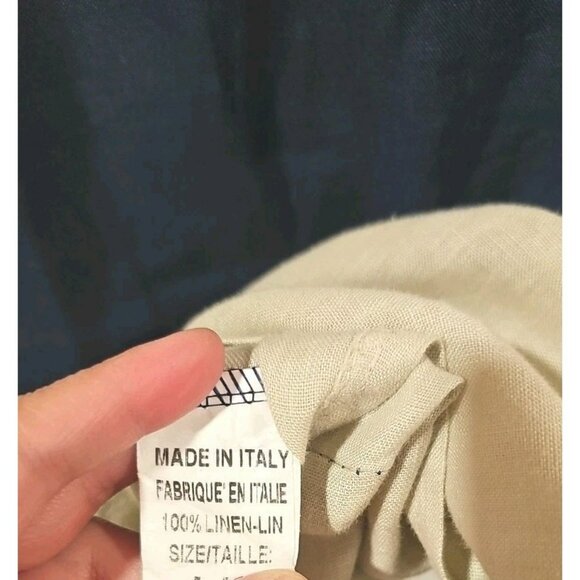 MADE IN ITALY
FABRIQUE' EN ITALIE
100% LINEN-LIN
SIZE/TAILLE: